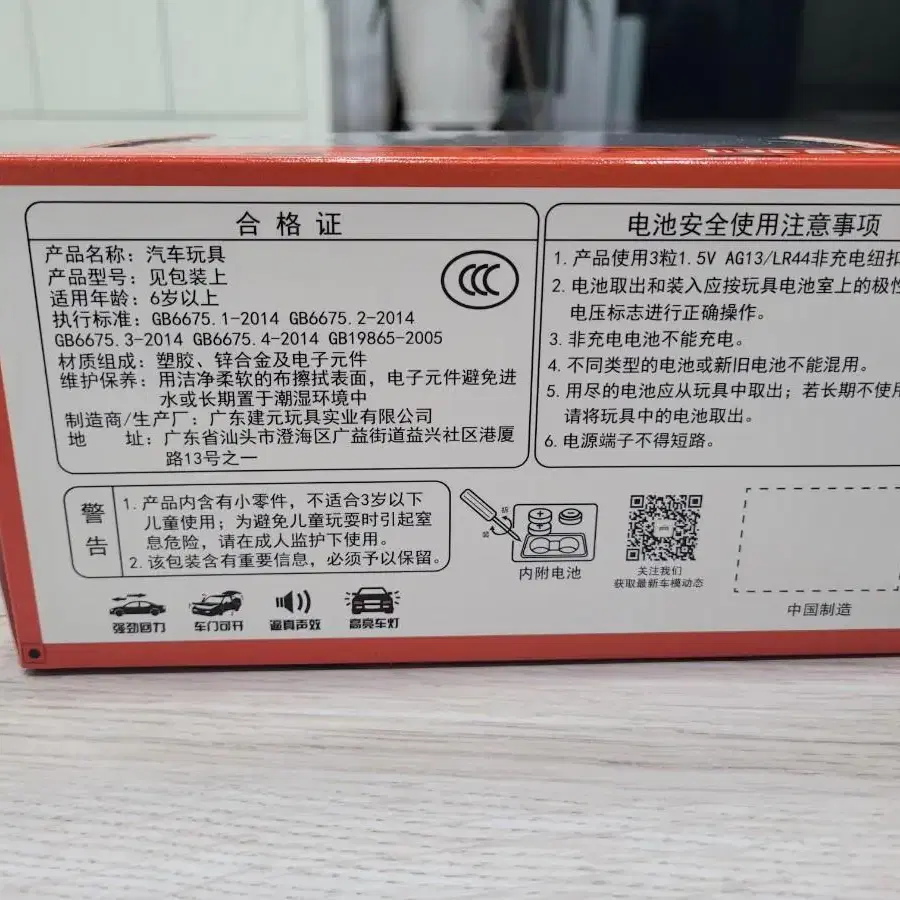 合格证
产品名称：汽车玩具
产品型号：见包装上
适用年龄：6岁以上
执行标准：GB6675.1-2014 GB6675.2-2014
GB6675.3-2014 GB6675.4-2014 GB19865-2005
材质组成：塑胶、锌合金及电子元件
维护保养：用洁净柔软的布擦拭表面，电子元件避免进
水或长期置于潮湿环境中
制造商/生产厂：广东建元玩具实业有限公司
地 址：广东省汕头市澄海区广益街道益兴社区港厦
路13号之一
CCC
电池安全使用注意事项
1.产品使用3粒1.5V AG13/LR44非充电纽扣
2.电池取出和装入应按玩具电池室上的极性
电压标志进行正确操作。
3.非充电电池不能充电。
4.不同类型的电池或新旧电池不能混用。
5.用尽的电池应从玩具中取出；若长期不使用
请将玩具中的电池取出。
6.电源端子不得短路。
警告
1.产品内含有小零件，不适合3岁以下
儿童使用；为避免儿童玩耍时引起窒
息危险，请在成人监护下使用。
2.该包装含有重要信息，必须予以保留。
内附电池
关注我们
获取最新车模动态
中国制造
强劲回力
车门可开
逼真声效
高亮车灯